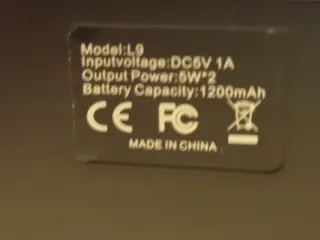 Model:L9
Inputvoltage:DC5V 1A
Output Power:5W*2
Battery Capacity:1200mAh
CE FC
MADE IN CHINA